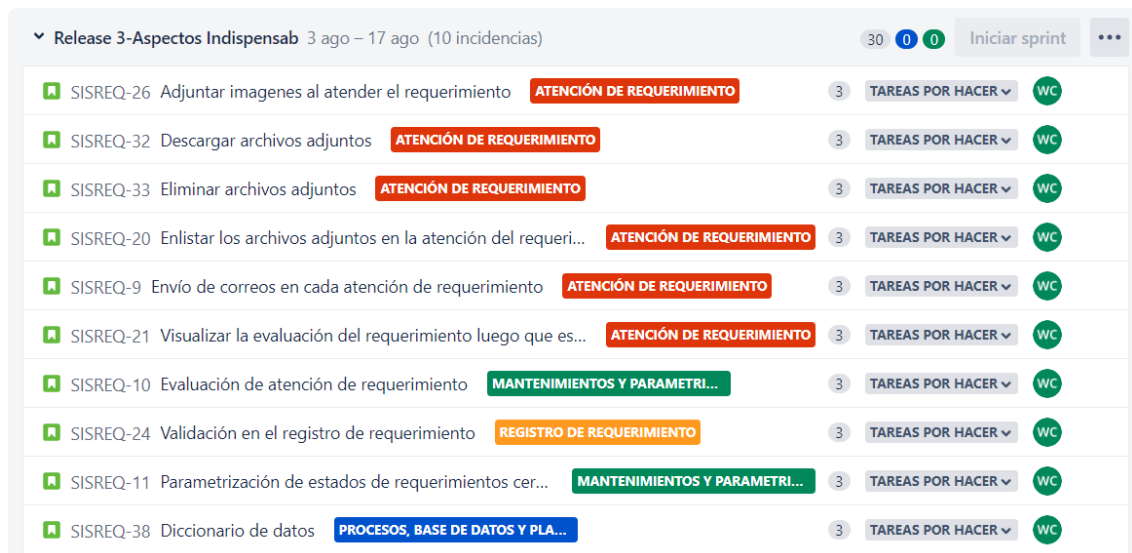 Release 3-Aspectos Indispensab 3 ago – 17 ago (10 incidencias) 30 0 0 Iniciar sprint
SISREQ-26 Adjuntar imagenes al atender el requerimiento ATENCIÓN DE REQUERIMIENTO 3 TAREAS POR HACER WC
SISREQ-32 Descargar archivos adjuntos ATENCIÓN DE REQUERIMIENTO 3 TAREAS POR HACER WC
SISREQ-33 Eliminar archivos adjuntos ATENCIÓN DE REQUERIMIENTO 3 TAREAS POR HACER WC
SISREQ-20 Enlistar los archivos adjuntos en la atención del requeri... ATENCIÓN DE REQUERIMIENTO 3 TAREAS POR HACER WC
SISREQ-9 Envío de correos en cada atención de requerimiento ATENCIÓN DE REQUERIMIENTO 3 TAREAS POR HACER WC
SISREQ-21 Visualizar la evaluación del requerimiento luego que es... ATENCIÓN DE REQUERIMIENTO 3 TAREAS POR HACER WC
SISREQ-10 Evaluación de atención de requerimiento MANTENIMIENTOS Y PARAMETRI... 3 TAREAS POR HACER WC
SISREQ-24 Validación en el registro de requerimiento REGISTRO DE REQUERIMIENTO 3 TAREAS POR HACER WC
SISREQ-11 Parametrización de estados de requerimientos cer... MANTENIMIENTOS Y PARAMETRI... 3 TAREAS POR HACER WC
SISREQ-38 Diccionario de datos PROCESOS, BASE DE DATOS Y PLA... 3 TAREAS POR HACER WC